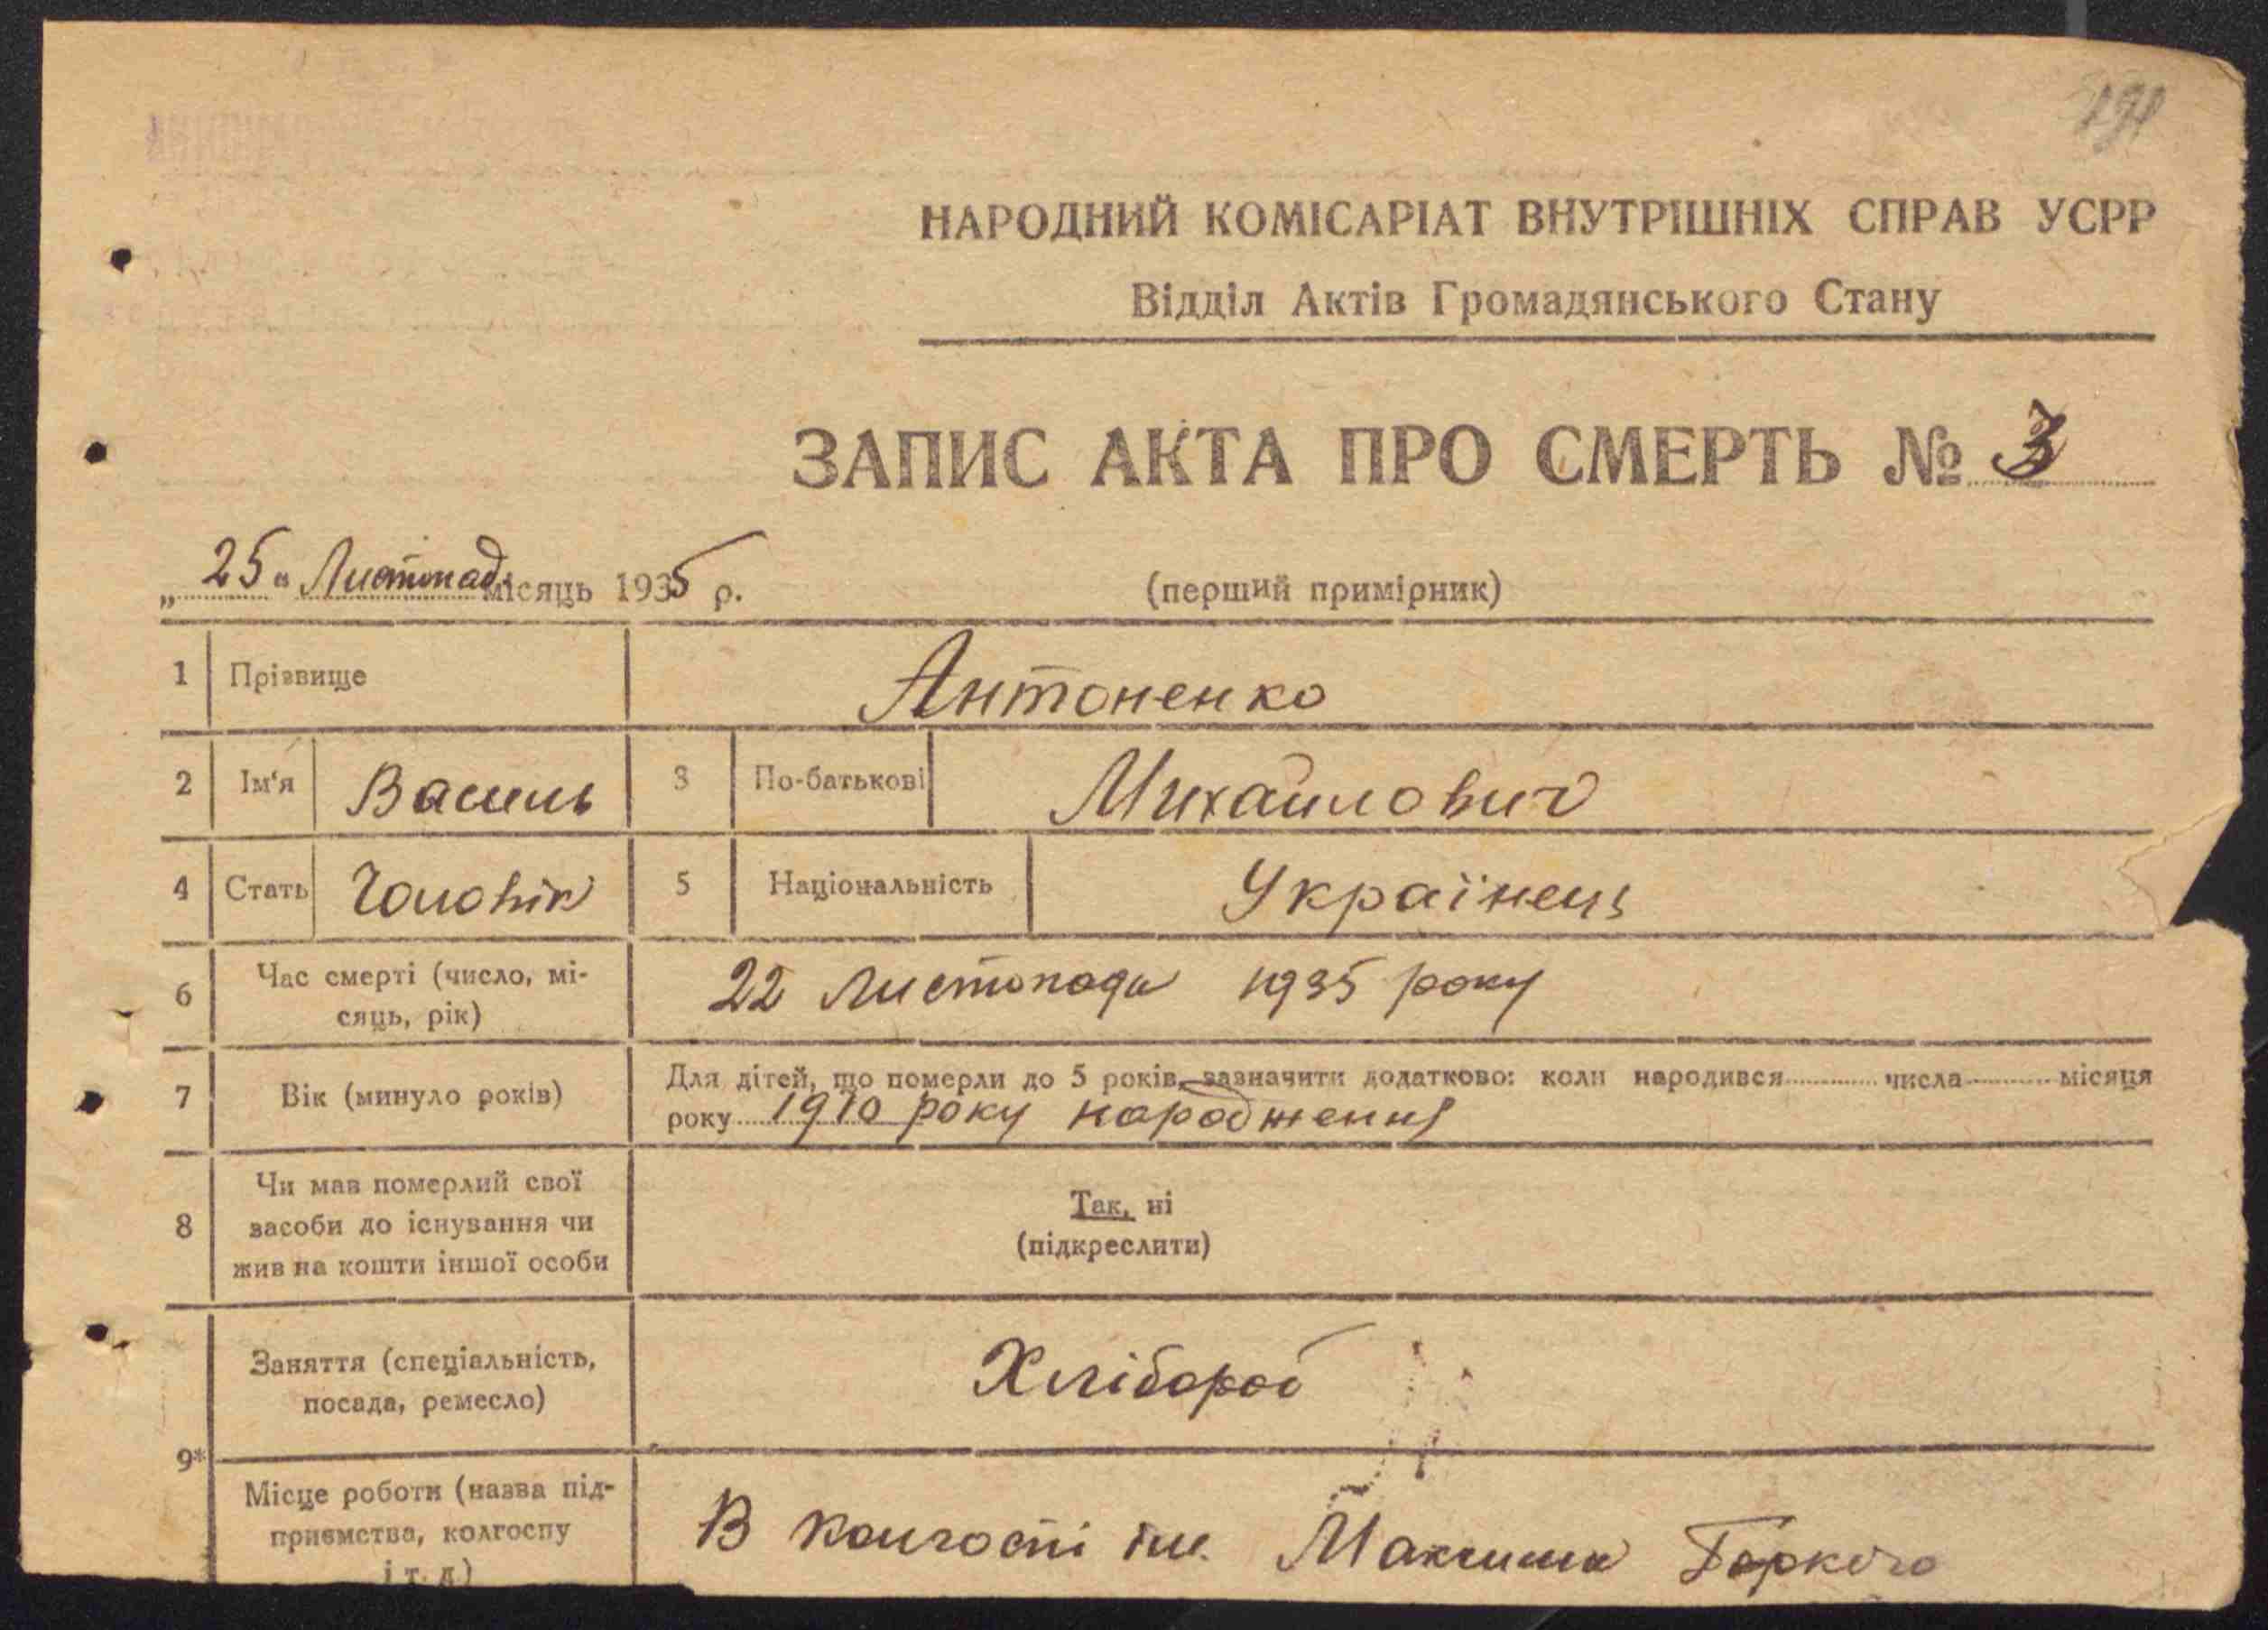 НАРОДНИЙ КОМІСАРІАТ ВНУТРІШНІХ СПРАВ УСРР
Відділ Актів Громадянського Стану
ЗАПИС АКТА ПРО СМЕРТЬ № 3
„25" Листопад місяць 1935 р. (перший примірник)
1 Прізвище Антоненко
2 Ім'я Василь 3 По-батькові Михайлович
4 Стать Чоловік 5 Національність Українець
6 Час смерті (число, мі-
сяць, рік) 22 Листопада 1935 року
7 Вік (минуло років) Для дітей, що померли до 5 років, зазначити додатково: коли народився числа місяця
року 1910 року народження
8 Чи мав померлий свої
засоби до існування чи
жив на кошти іншої особи
Так, ні
(підкреслити)
9* Заняття (спеціальність,
посада, ремесло) Хлібороб
Місце роботи (назва під-
приємства, колгоспу
і т. д.) В колгоспі ім. Максима Горкого